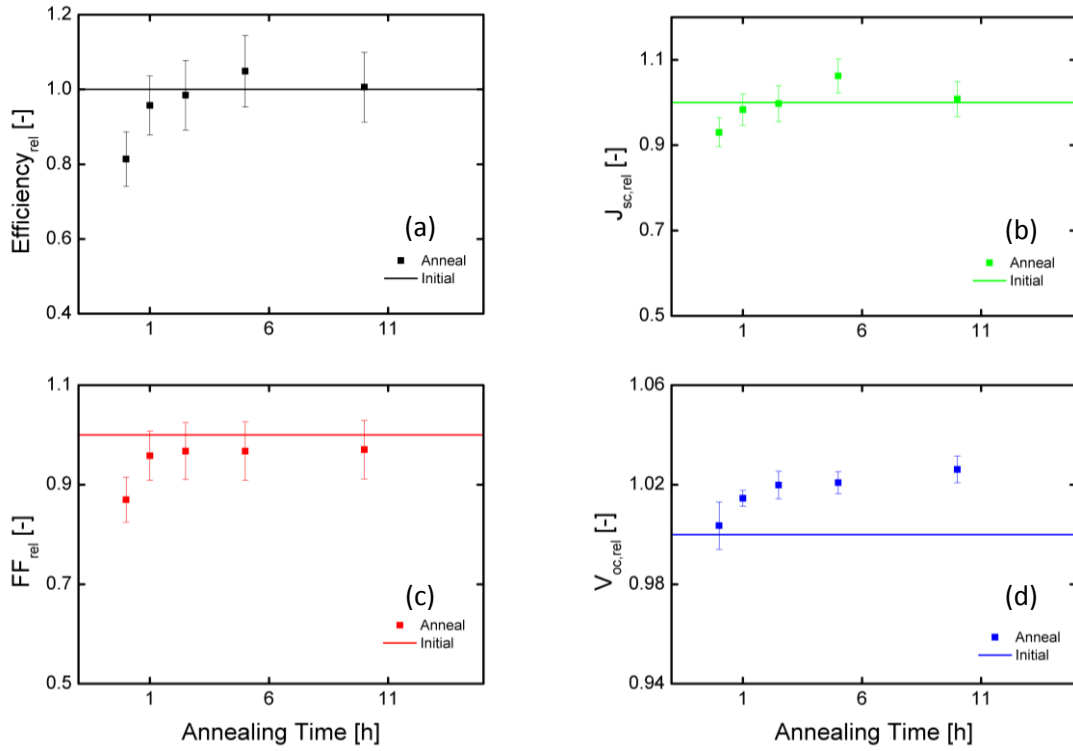 1.2
1.0
0.8
0.6
0.4
Efficiency_rel [-]
(a)
Anneal
Initial
1
6
11
1.1
0.9
0.7
0.5
J_sc,rel [-]
(b)
Anneal
Initial
1
6
11
1.1
0.9
0.7
0.5
FF_rel [-]
(c)
Anneal
Initial
1
6
11
Annealing Time [h]
1.06
1.02
0.98
0.94
V_oc,rel [-]
(d)
Anneal
Initial
1
6
11
Annealing Time [h]